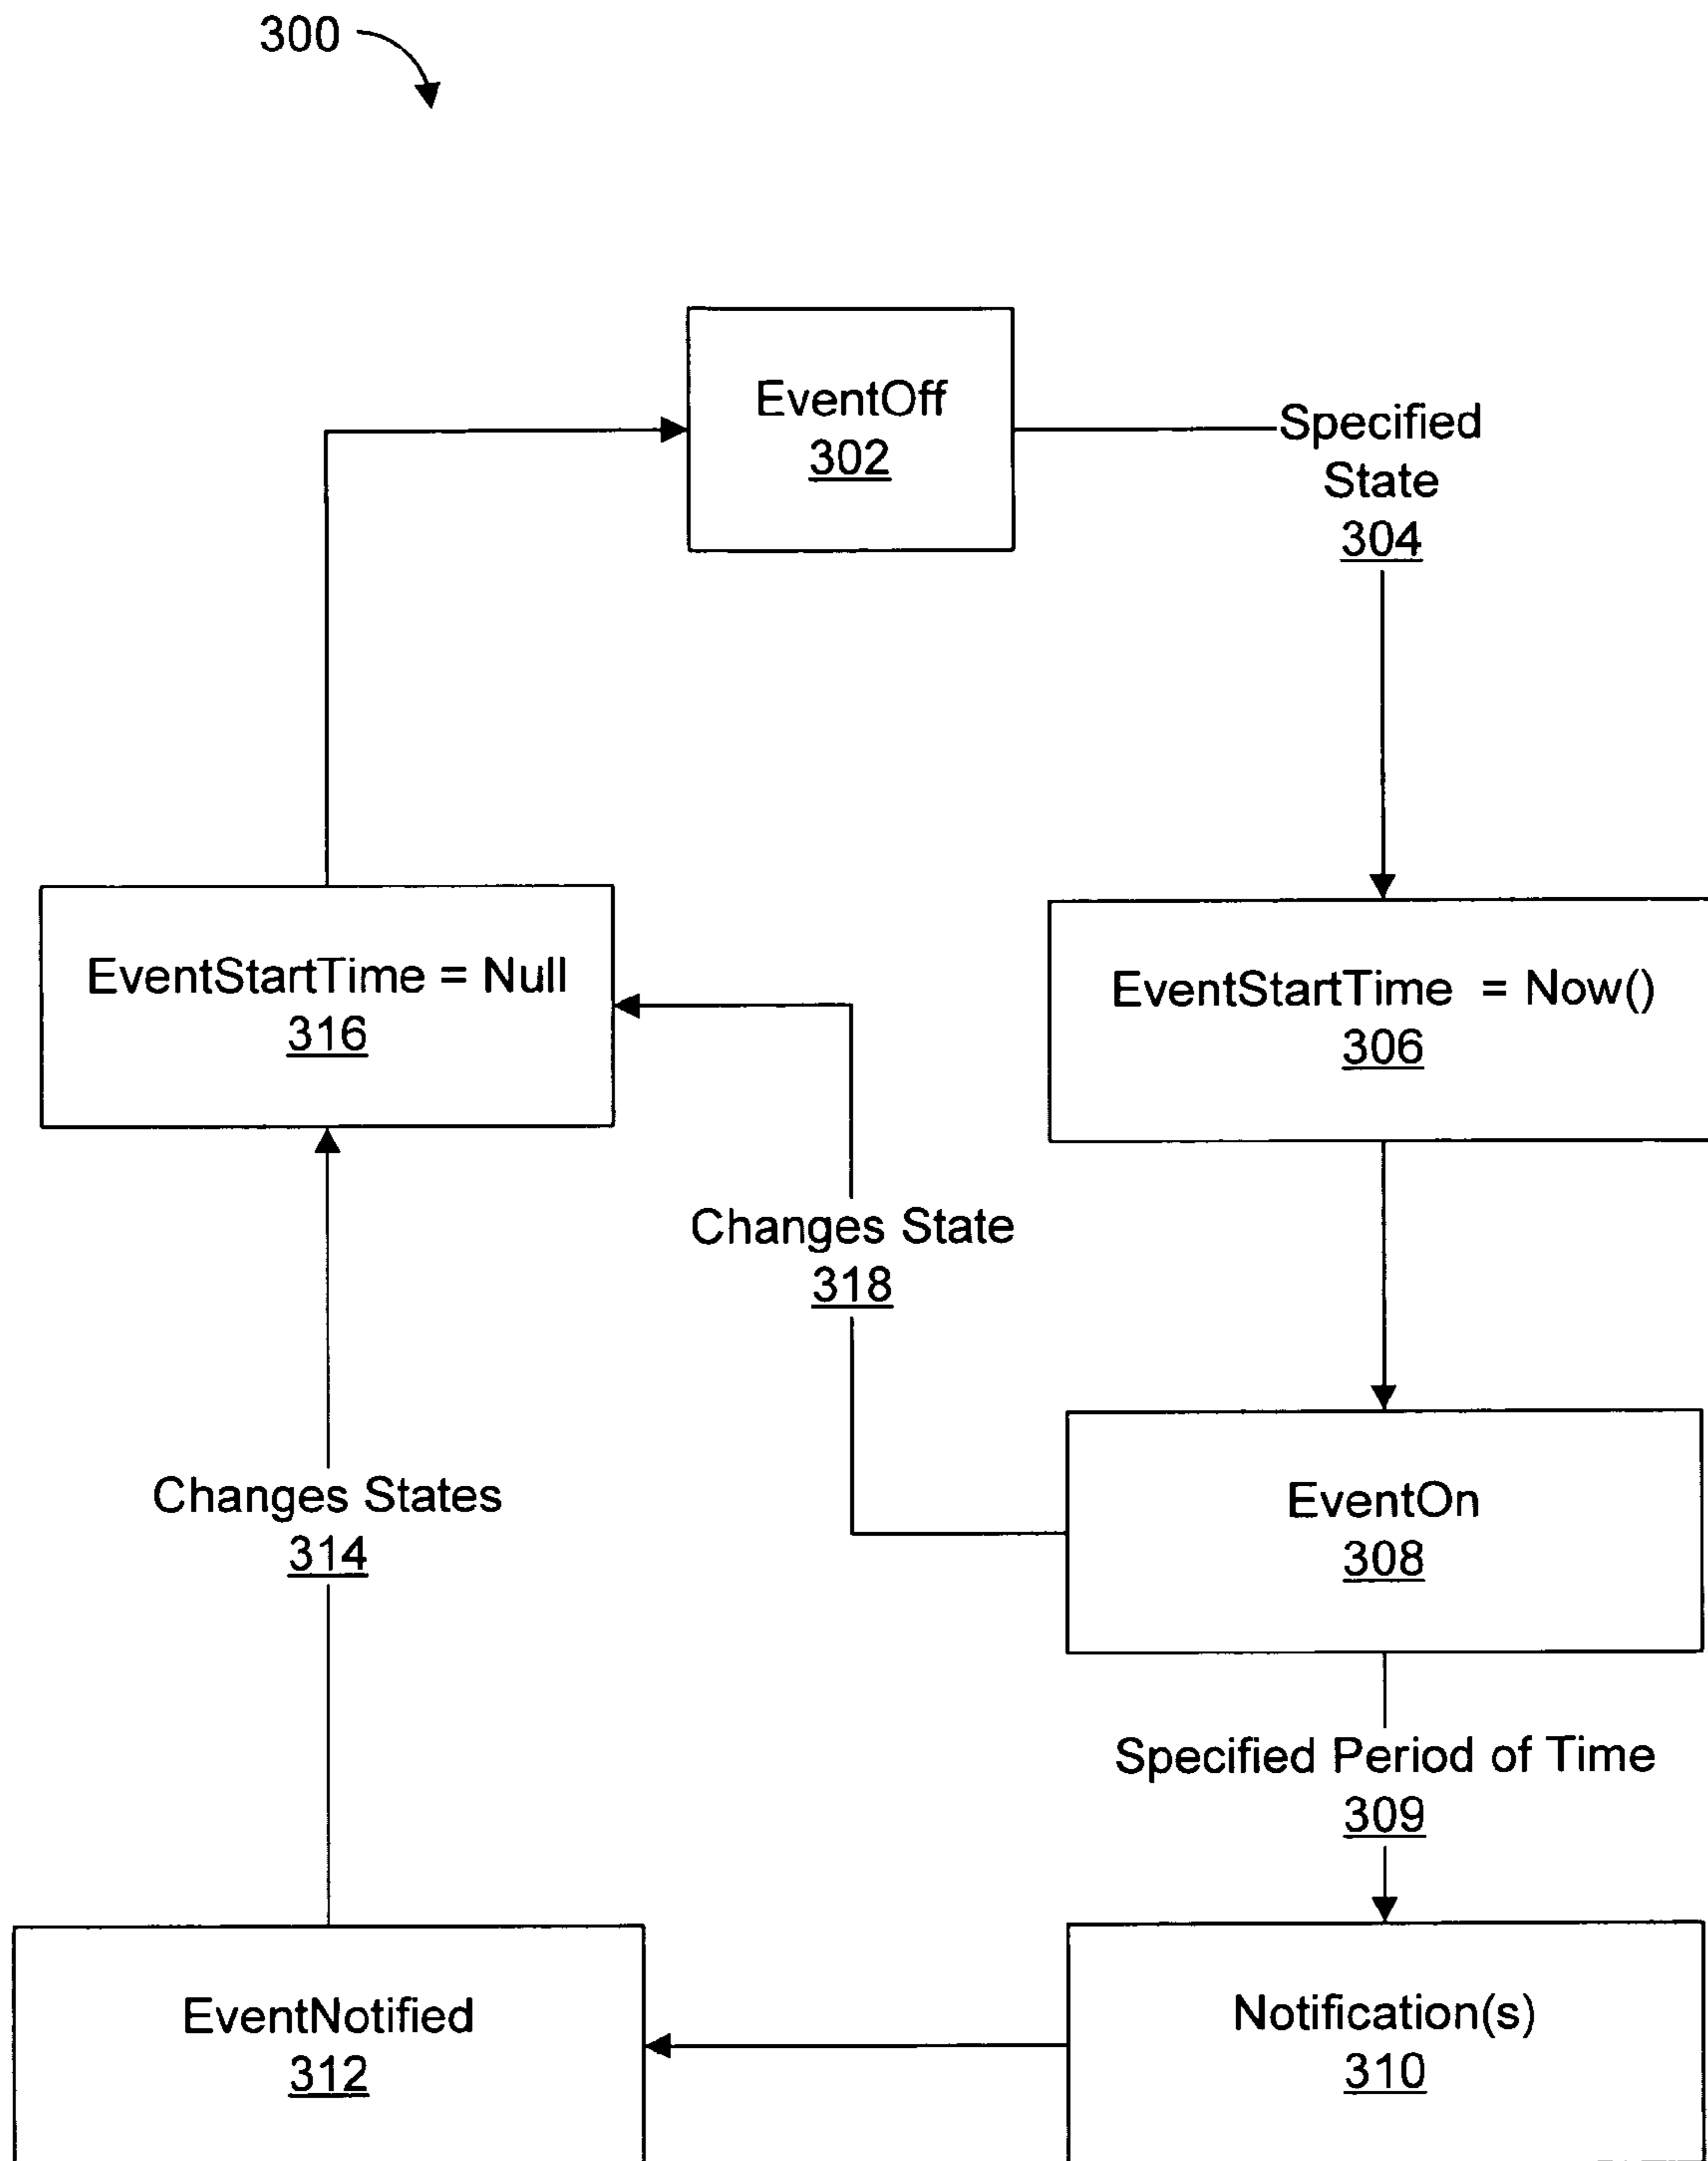 300
EventOff
302
Specified
State
304
EventStartTime = Null
316
EventStartTime = Now()
306
Changes State
318
Changes States
314
EventOn
308
Specified Period of Time
309
EventNotified
312
Notification(s)
310